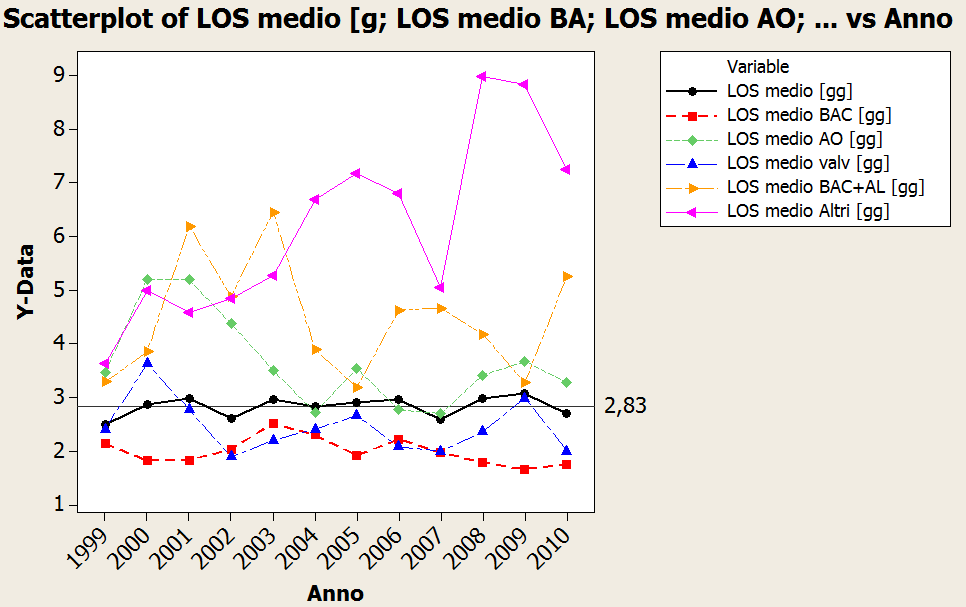 Scatterplot of LOS medio [g; LOS medio BA; LOS medio AO; ... vs Anno
Variable
LOS medio [gg]
LOS medio BAC [gg]
LOS medio AO [gg]
LOS medio valv [gg]
LOS medio BAC+AL [gg]
LOS medio Altri [gg]
Y-Data
9
8
7
6
5
4
3
2
1
2,83
1999
2000
2001
2002
2003
2004
2005
2006
2007
2008
2009
2010
Anno